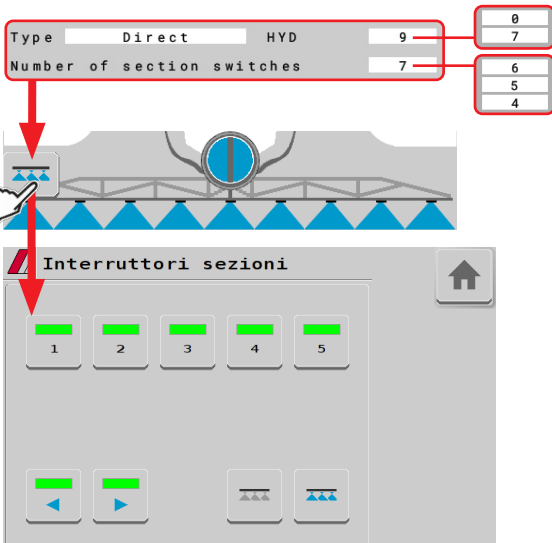 Type Direct HYD 9
0
7
Number of section switches 7
6
5
4
Interruttori sezioni
1 2 3 4 5